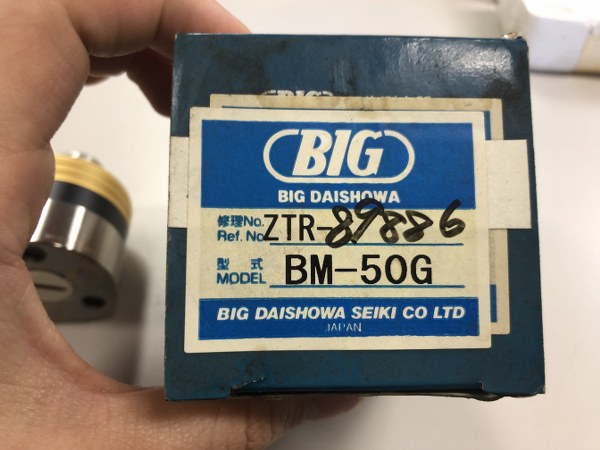 BIG
BIG DAISHOWA
修理No.
Ref. No. ZTR-89886
型式
MODEL BM-50G
BIG DAISHOWA SEIKI CO LTD
JAPAN